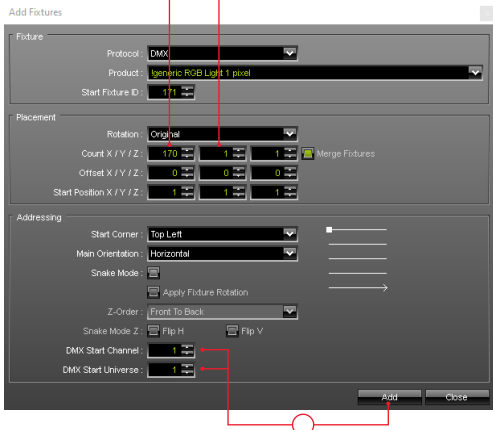 Add Fixtures
Fixture
Protocol : DMX
Product : !generic RGB Light 1 pixel
Start Fixture ID : 171
Placement
Rotation : Original
Count X / Y / Z : 170 1 1 Merge Fixtures
Offset X / Y / Z : 0 0 0
Start Position X / Y / Z : 1 1 1
Addressing
Start Corner : Top Left
Main Orientation : Horizontal
Snake Mode :
Apply Fixture Rotation
Z-Order : Front To Back
Snake Mode Z : Flip H Flip V
DMX Start Channel : 1
DMX Start Universe : 1
Add Close